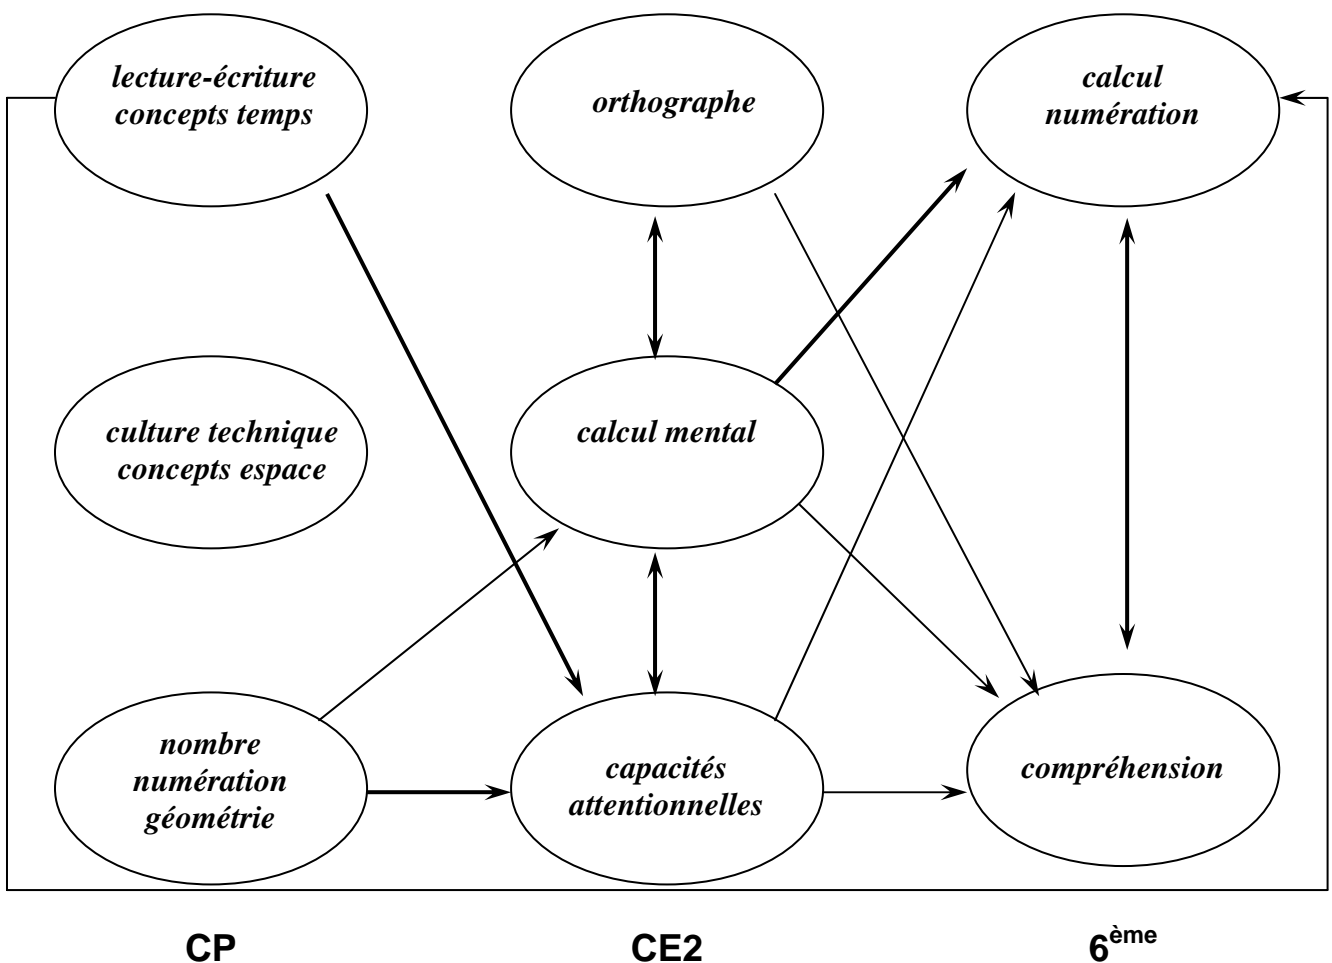 lecture-écriture
concepts temps
orthographe
calcul
numération
culture technique
concepts espace
calcul mental
nombre
numération
géométrie
capacités
attentionnelles
compréhension
CP
CE2
6ème